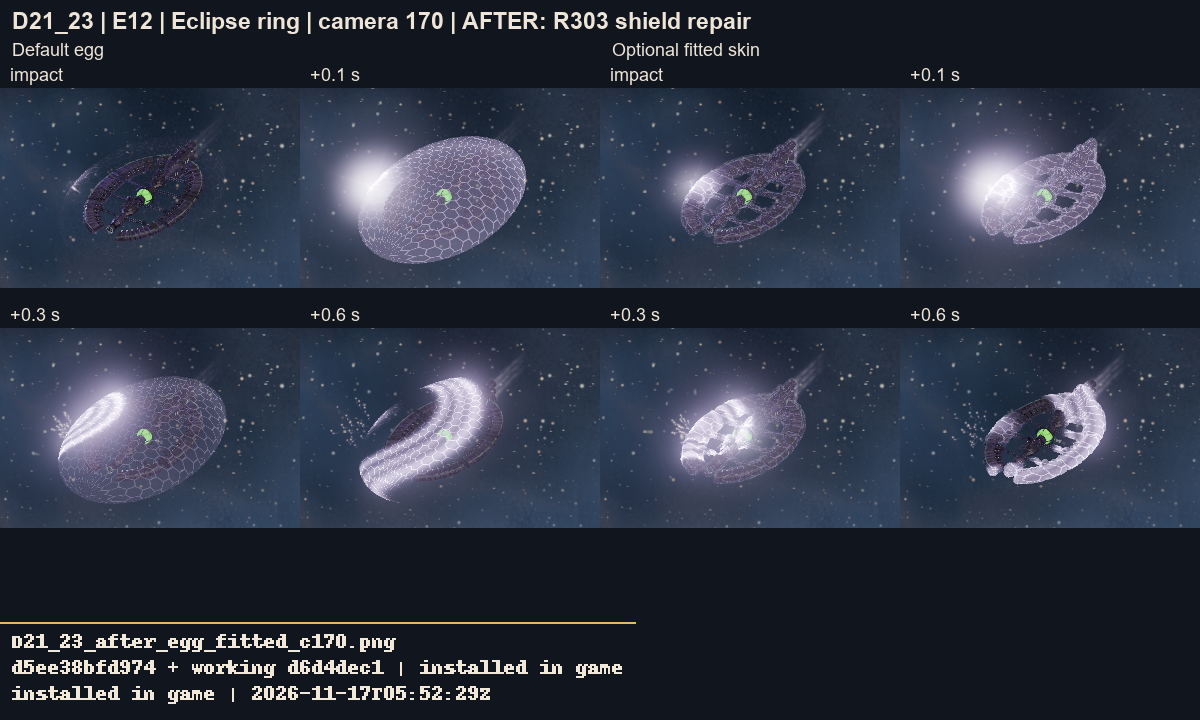 D21_23 | E12 | Eclipse ring | camera 170 | AFTER: R303 shield repair
Default egg
Optional fitted skin
impact
+0.1 s
impact
+0.1 s
+0.3 s
+0.6 s
+0.3 s
+0.6 s
D21_23_after_egg_fitted_c170.png
d5ee38bfd974 + working d6d4dec1 | installed in game
installed in game | 2026-11-17T05:52:29Z